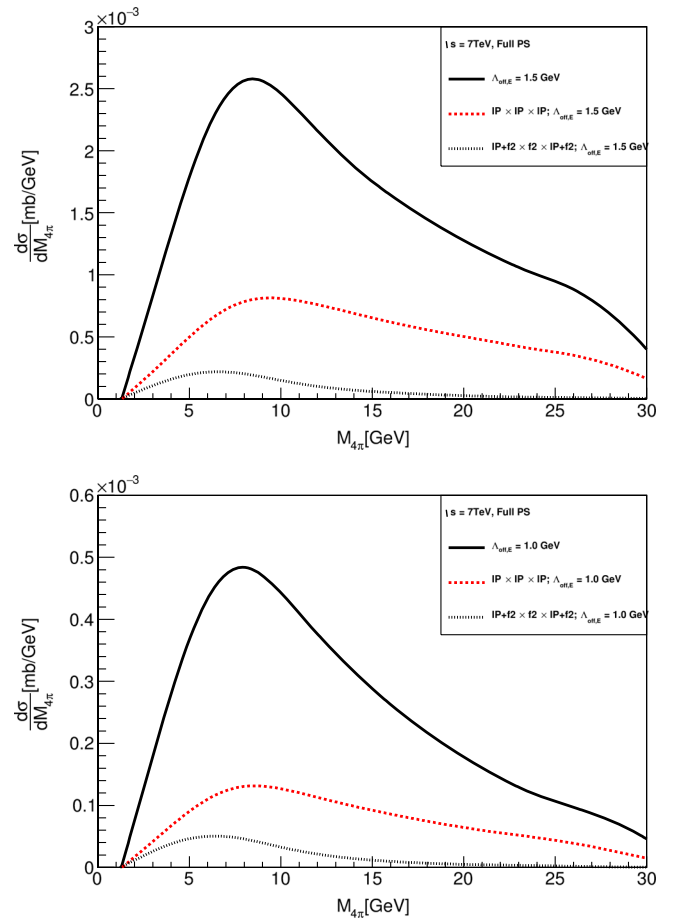 ×10⁻³
3
2.5
2
1.5
1
0.5
0
dσ
dM4π
[mb/GeV]
\ s = 7TeV, Full PS
Λoff,E = 1.5 GeV
IP × IP × IP; Λoff,E = 1.5 GeV
IP+f2 × f2 × IP+f2; Λoff,E = 1.5 GeV
0 5 10 15 20 25 30
M4π[GeV]
×10⁻³
0.6
0.5
0.4
0.3
0.2
0.1
0
dσ
dM4π
[mb/GeV]
\ s = 7TeV, Full PS
Λoff,E = 1.0 GeV
IP × IP × IP; Λoff,E = 1.0 GeV
IP+f2 × f2 × IP+f2; Λoff,E = 1.0 GeV
0 5 10 15 20 25 30
M4π[GeV]